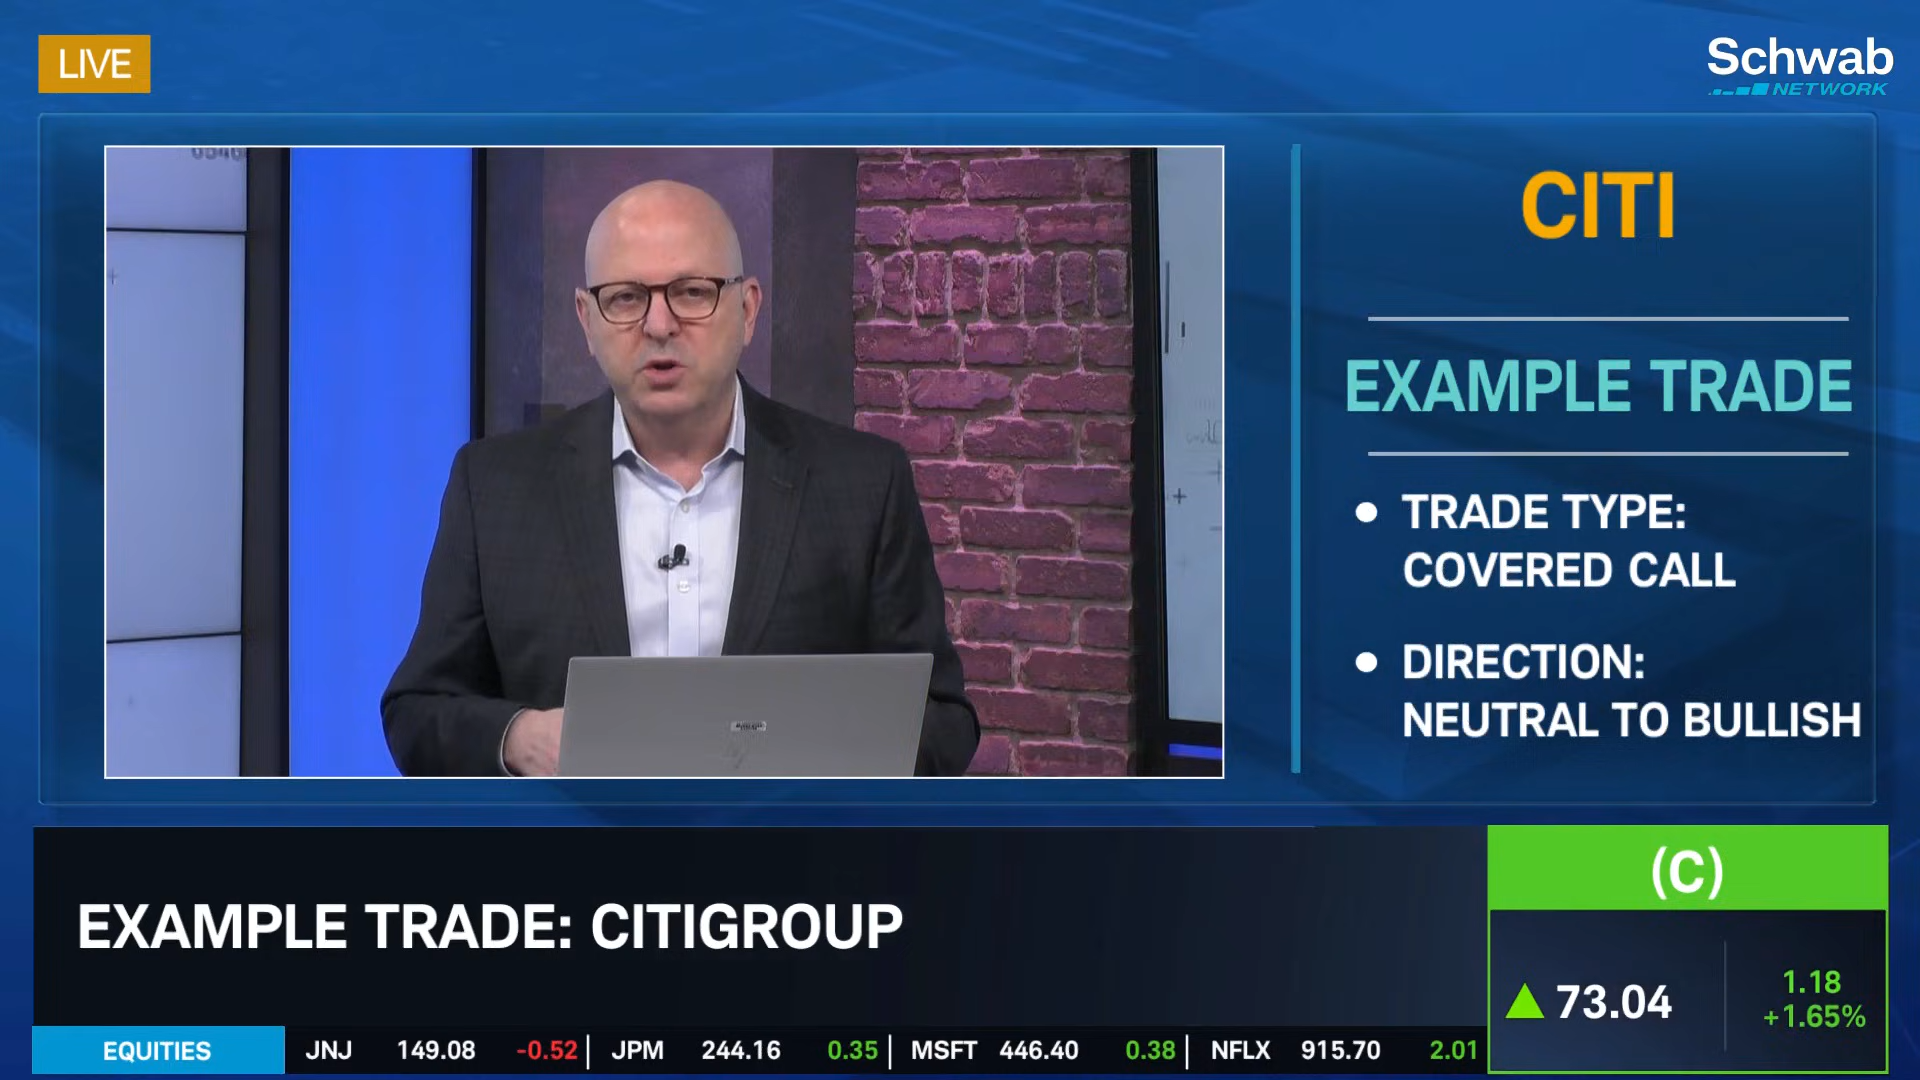 LIVE
Schwab
NETWORK
CITI
EXAMPLE TRADE
• TRADE TYPE:
COVERED CALL
• DIRECTION:
NEUTRAL TO BULLISH
EXAMPLE TRADE: CITIGROUP
(C)
▲ 73.04
1.18
+1.65%
EQUITIES JNJ 149.08 -0.52 | JPM 244.16 0.35 | MSFT 446.40 0.38 | NFLX 915.70 2.01